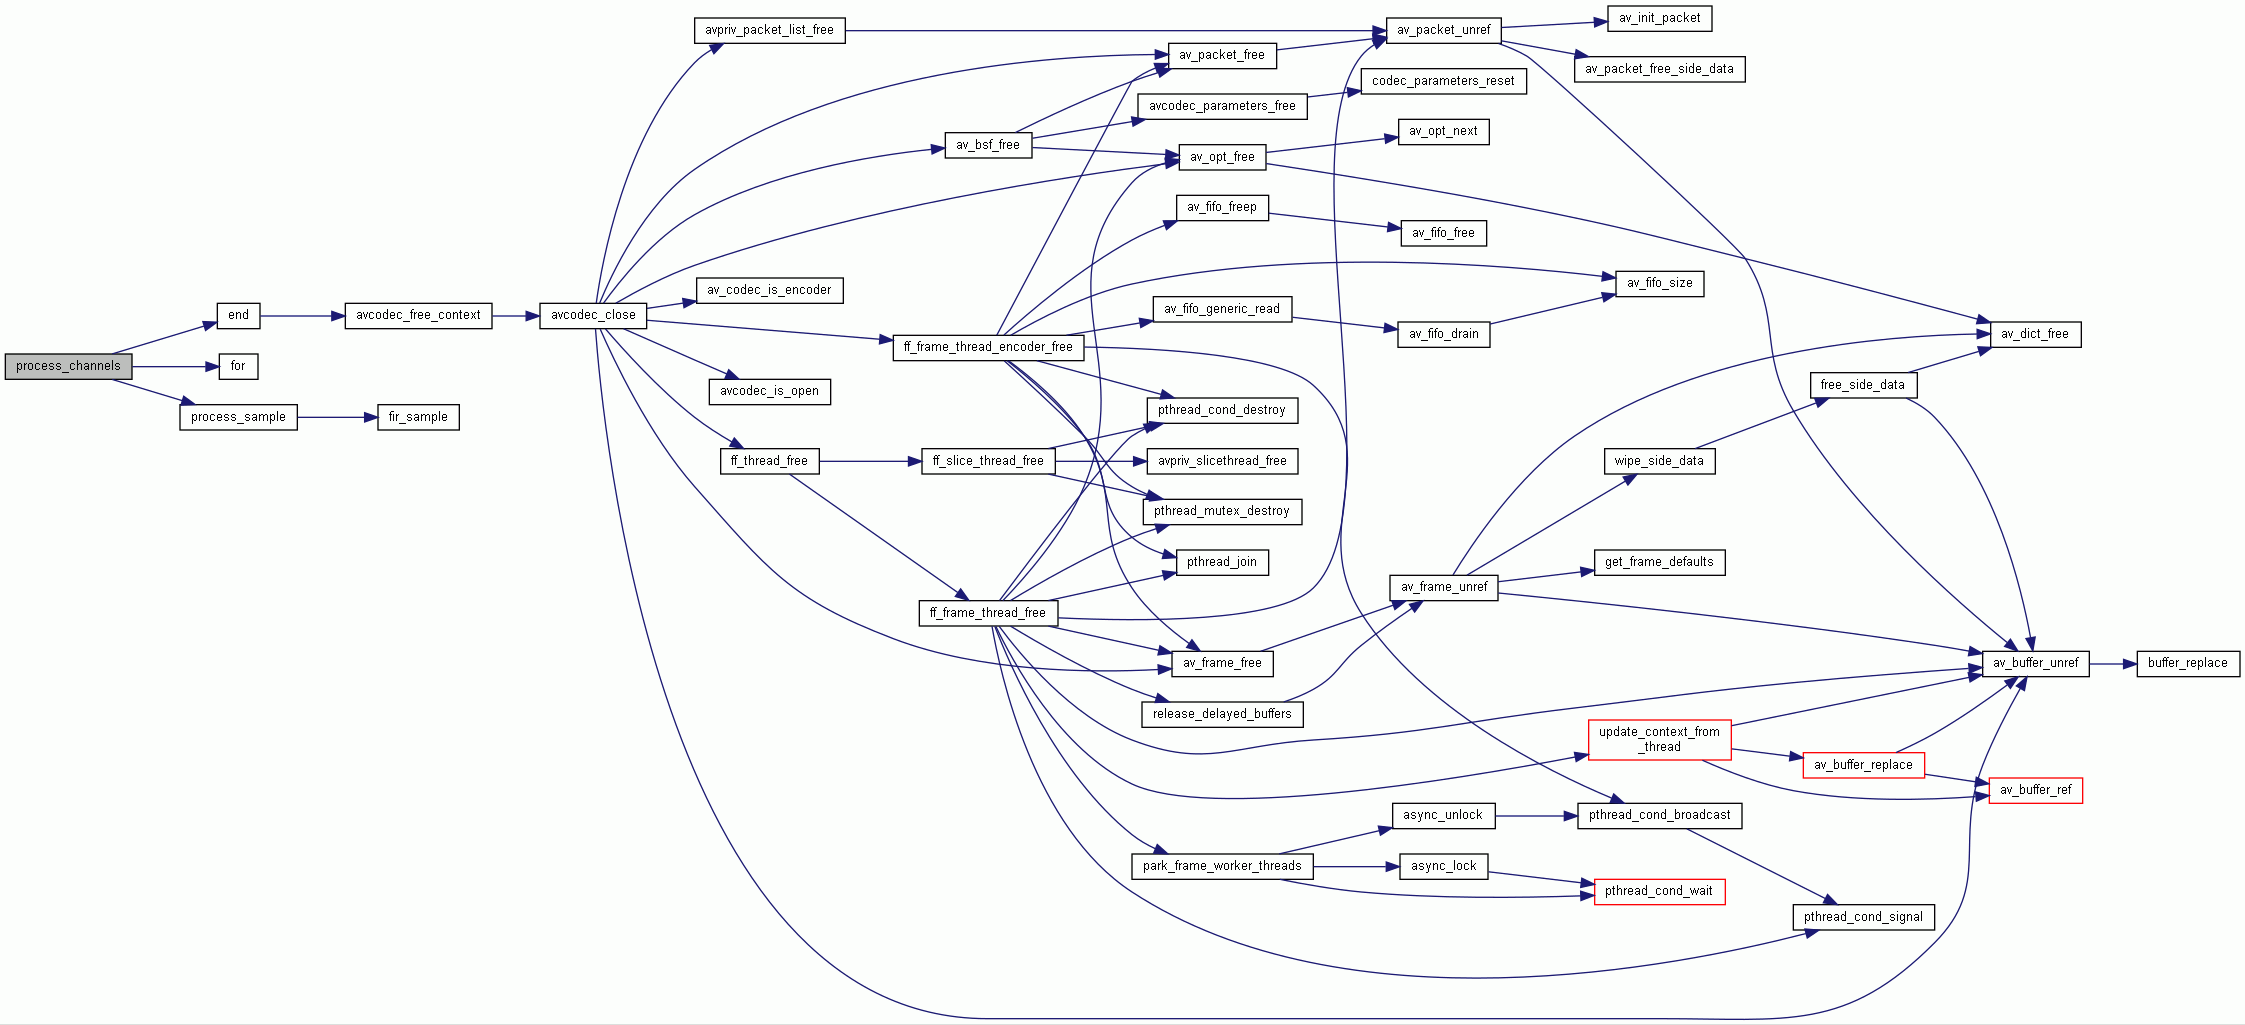 av_init_packet
avpriv_packet_list_free
av_packet_unref
av_packet_free
av_packet_free_side_data
codec_parameters_reset
avcodec_parameters_free
av_opt_next
av_bsf_free
av_opt_free
av_fifo_freep
av_fifo_free
av_fifo_size
av_codec_is_encoder
av_fifo_generic_read
end
avcodec_free_context
avcodec_close
av_fifo_drain
av_dict_free
ff_frame_thread_encoder_free
process_channels
for
free_side_data
avcodec_is_open
pthread_cond_destroy
process_sample
fir_sample
ff_thread_free
ff_slice_thread_free
avpriv_slicethread_free
wipe_side_data
pthread_mutex_destroy
pthread_join
get_frame_defaults
av_frame_unref
ff_frame_thread_free
av_frame_free
av_buffer_unref
buffer_replace
release_delayed_buffers
update_context_from
_thread
av_buffer_replace
av_buffer_ref
async_unlock
pthread_cond_broadcast
park_frame_worker_threads
async_lock
pthread_cond_wait
pthread_cond_signal